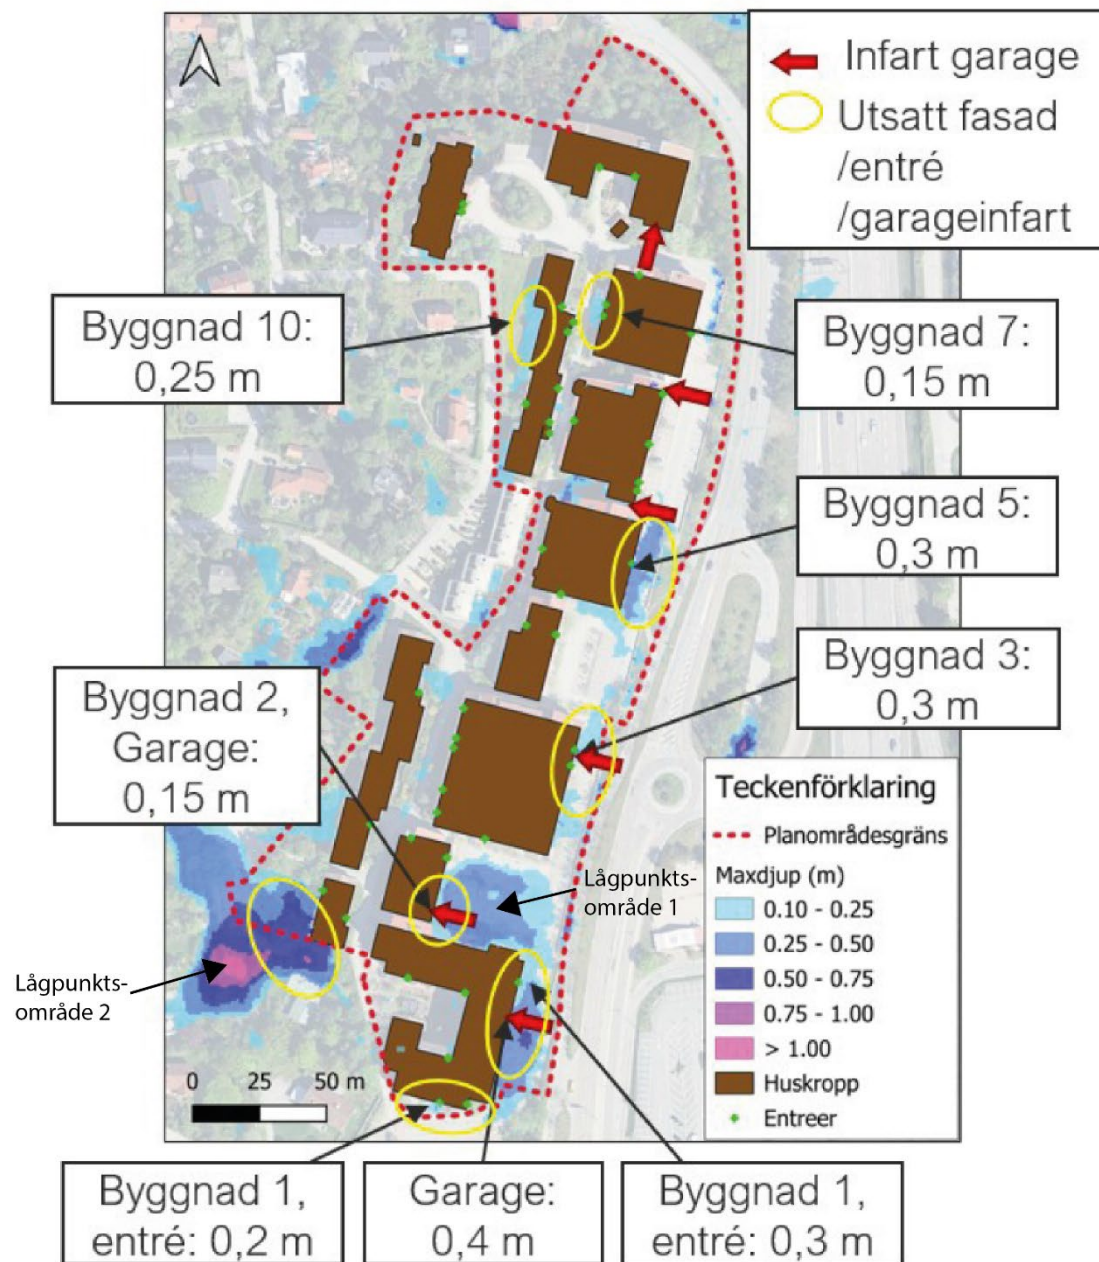 Infart garage
Utsatt fasad
/entré
/garageinfart
Byggnad 10:
0,25 m
Byggnad 7:
0,15 m
Byggnad 5:
0,3 m
Byggnad 3:
0,3 m
Byggnad 2,
Garage:
0,15 m
Lågpunkts-
område 1
Lågpunkts-
område 2
Teckenförklaring
Planområdesgräns
Maxdjup (m)
0.10 - 0.25
0.25 - 0.50
0.50 - 0.75
0.75 - 1.00
> 1.00
Huskropp
Entreer
0 25 50 m
Byggnad 1,
entré: 0,2 m
Garage:
0,4 m
Byggnad 1,
entré: 0,3 m